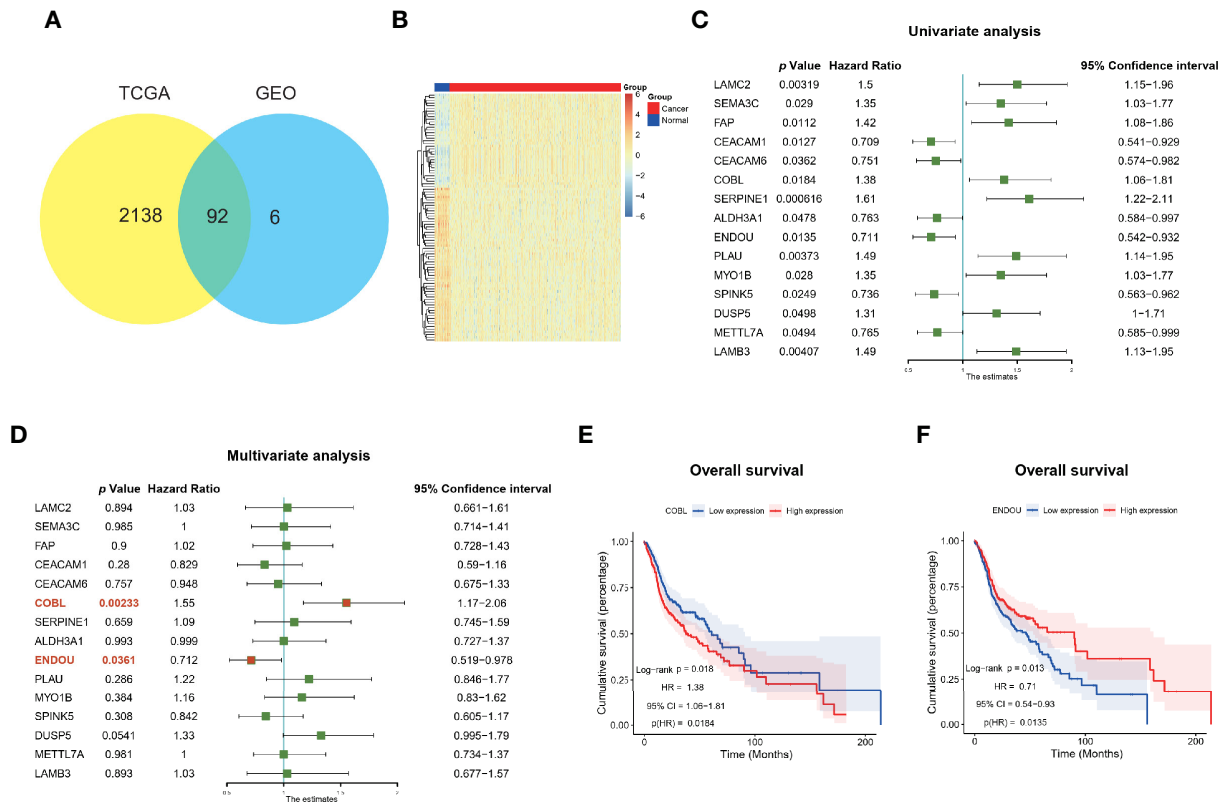 A
TCGA
GEO
2138
92
6
B
Group
6
4
2
0
−2
−4
−6
Group
Cancer
Normal
C
Univariate analysis
p Value Hazard Ratio 95% Confidence interval
LAMC2 0.00319 1.5 1.15−1.96
SEMA3C 0.029 1.35 1.03−1.77
FAP 0.0112 1.42 1.08−1.86
CEACAM1 0.0127 0.709 0.541−0.929
CEACAM6 0.0362 0.751 0.574−0.982
COBL 0.0184 1.38 1.06−1.81
SERPINE1 0.000616 1.61 1.22−2.11
ALDH3A1 0.0478 0.763 0.584−0.997
ENDOU 0.0135 0.711 0.542−0.932
PLAU 0.00373 1.49 1.14−1.95
MYO1B 0.028 1.35 1.03−1.77
SPINK5 0.0249 0.736 0.563−0.962
DUSP5 0.0498 1.31 1−1.71
METTL7A 0.0494 0.765 0.585−0.999
LAMB3 0.00407 1.49 1.13−1.95
0.5 1 1.5 2
The estimates
D
Multivariate analysis
p Value Hazard Ratio 95% Confidence interval
LAMC2 0.894 1.03 0.661−1.61
SEMA3C 0.985 1 0.714−1.41
FAP 0.9 1.02 0.728−1.43
CEACAM1 0.28 0.829 0.59−1.16
CEACAM6 0.757 0.948 0.675−1.33
COBL 0.00233 1.55 1.17−2.06
SERPINE1 0.659 1.09 0.745−1.59
ALDH3A1 0.993 0.999 0.727−1.37
ENDOU 0.0361 0.712 0.519−0.978
PLAU 0.286 1.22 0.846−1.77
MYO1B 0.384 1.16 0.83−1.62
SPINK5 0.308 0.842 0.605−1.17
DUSP5 0.0541 1.33 0.995−1.79
METTL7A 0.981 1 0.734−1.37
LAMB3 0.893 1.03 0.677−1.57
0.5 1 1.5 2
The estimates
E
Overall survival
COBL Low expression High expression
Cumulative survival (percentage)
1.00
0.75
0.50
0.25
0.00
Log−rank p = 0.018
HR = 1.38
95% CI = 1.06−1.81
p(HR) = 0.0184
0 100 200
Time (Months)
F
Overall survival
ENDOU Low expression High expression
Cumulative survival (percentage)
1.00
0.75
0.50
0.25
0.00
Log−rank p = 0.013
HR = 0.71
95% CI = 0.54−0.93
p(HR) = 0.0135
0 100 200
Time (Months)